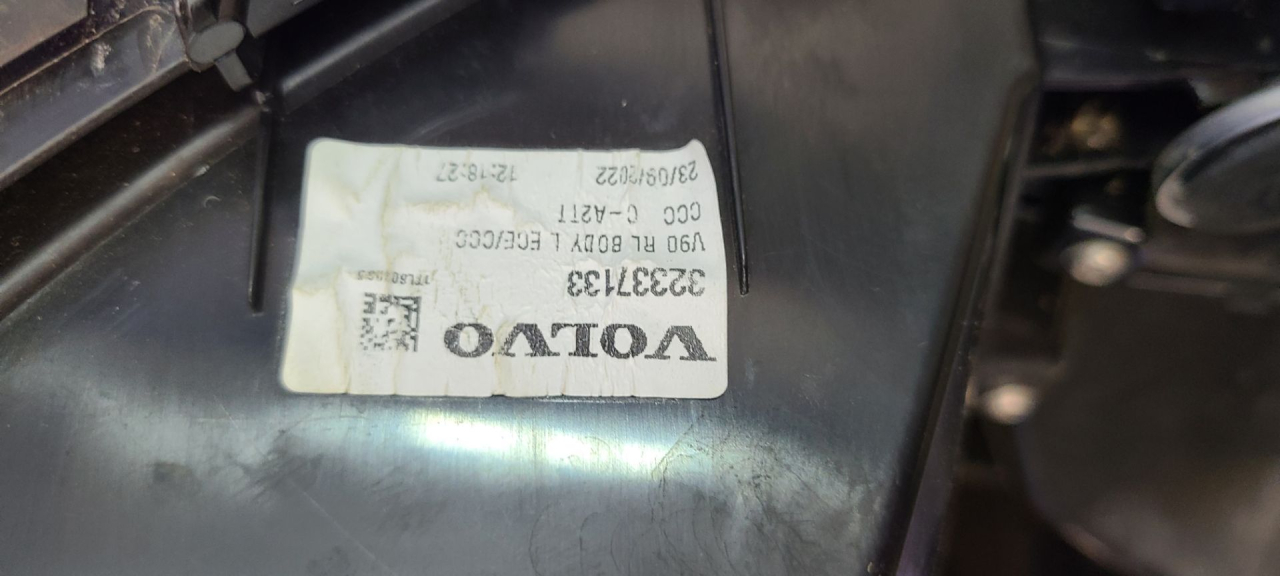 VOLVO
32337133
V90 RL BODY L ECE/CCC
CCC C-A2TT
23/09/2022 12:18:27